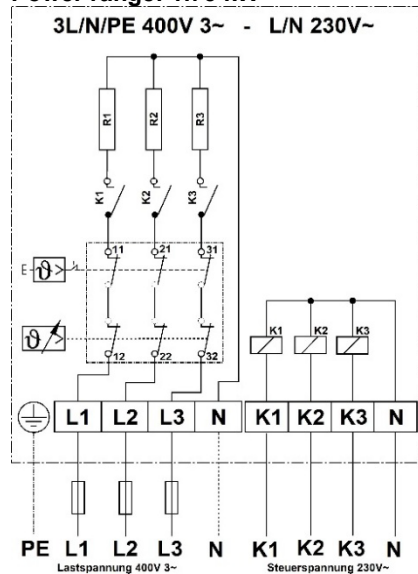 3L/N/PE 400V 3~ - L/N 230V~
R1 R2 R3
K1 K2 K3
11 21 31
E ϑ >
K1 K2 K3
ϑ
12 22 32
L1 L2 L3 N K1 K2 K3 N
PE L1 L2 L3 N K1 K2 K3 N
Lastspannung 400V 3~ Steuerspannung 230V~